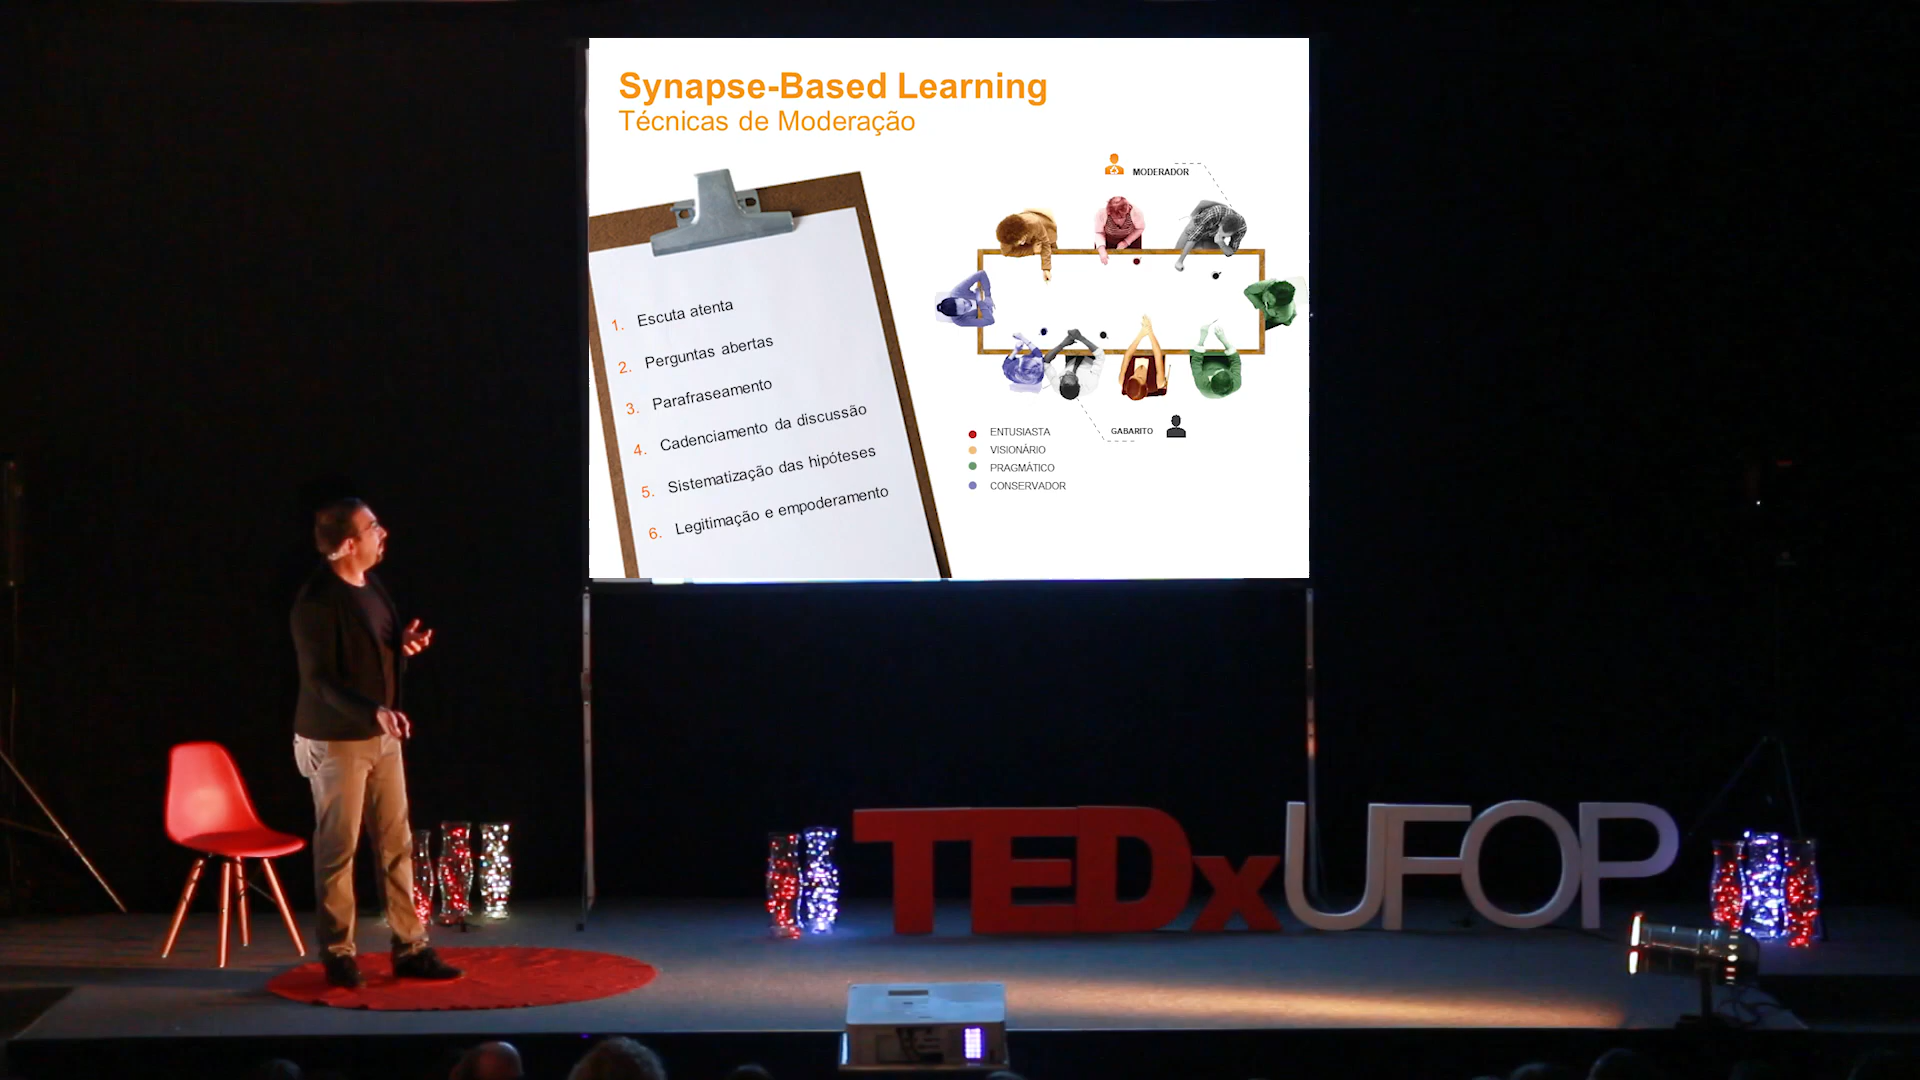 Synapse-Based Learning
Técnicas de Moderação
MODERADOR
1. Escuta atenta
2. Perguntas abertas
3. Parafraseamento
4. Cadenciamento da discussão
5. Sistematização das hipóteses
6. Legitimação e empoderamento
GABARITO
ENTUSIASTA
VISIONÁRIO
PRAGMÁTICO
CONSERVADOR
TEDxUFOP